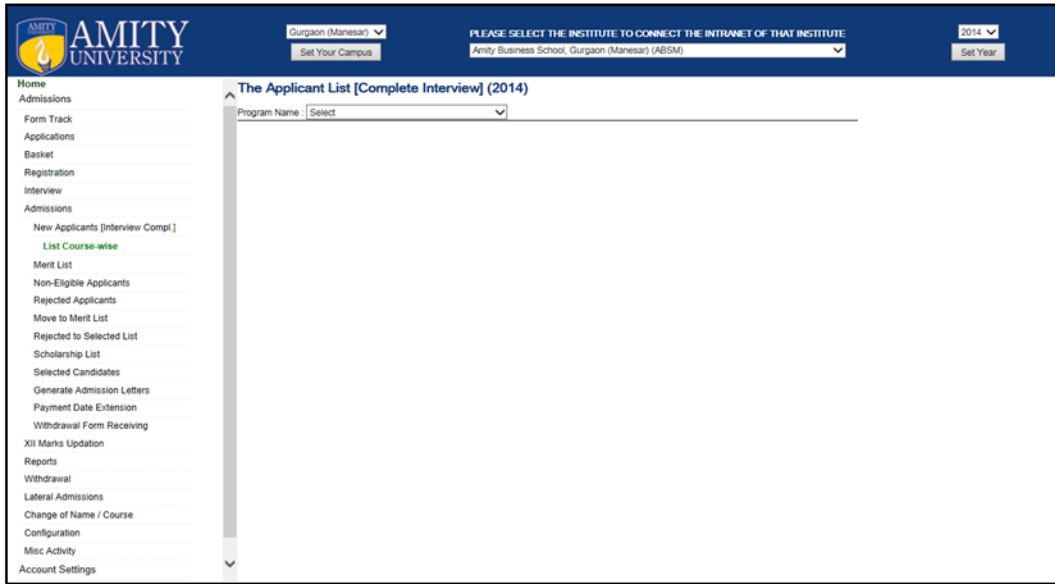 AMITY
AMITY
UNIVERSITY
Gurgaon (Manesar)
Set Your Campus
PLEASE SELECT THE INSTITUTE TO CONNECT THE INTRANET OF THAT INSTITUTE
Amity Business School, Gurgaon (Manesar) (ABSM)
2014
Set Year
Home
Admissions
Form Track
Applications
Basket
Registration
Interview
Admissions
New Applicants [Interview Compl.]
List Course-wise
Merit List
Non-Eligible Applicants
Rejected Applicants
Move to Merit List
Rejected to Selected List
Scholarship List
Selected Candidates
Generate Admission Letters
Payment Date Extension
Withdrawal Form Receiving
XII Marks Updation
Reports
Withdrawal
Lateral Admissions
Change of Name / Course
Configuration
Misc Activity
Account Settings
The Applicant List [Complete Interview] (2014)
Program Name : Select